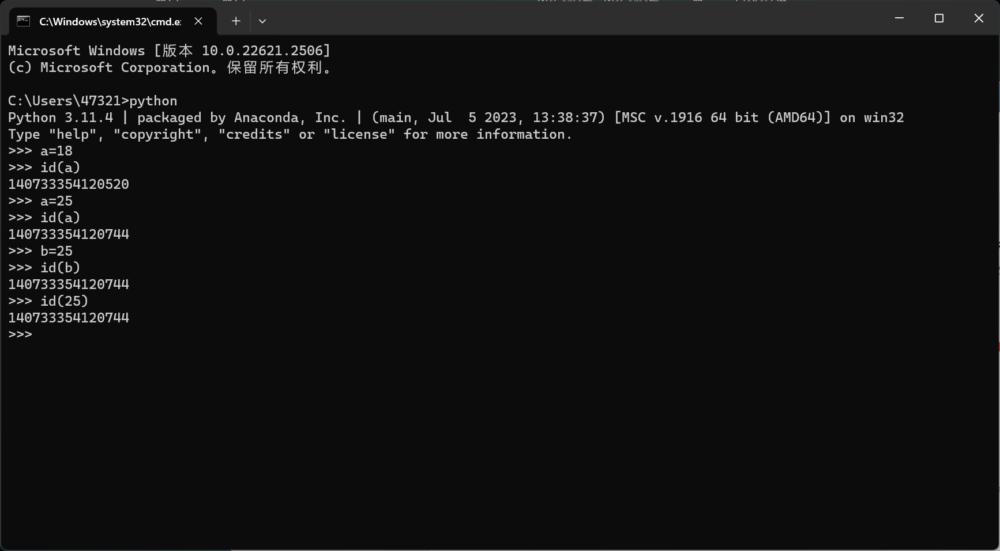 C:\Windows\system32\cmd.e
Microsoft Windows [版本 10.0.22621.2506]
(c) Microsoft Corporation。保留所有权利。
C:\Users\47321>python
Python 3.11.4 | packaged by Anaconda, Inc. | (main, Jul  5 2023, 13:38:37) [MSC v.1916 64 bit (AMD64)] on win32
Type "help", "copyright", "credits" or "license" for more information.
>>> a=18
>>> id(a)
140733354120520
>>> a=25
>>> id(a)
140733354120744
>>> b=25
>>> id(b)
140733354120744
>>> id(25)
140733354120744
>>>